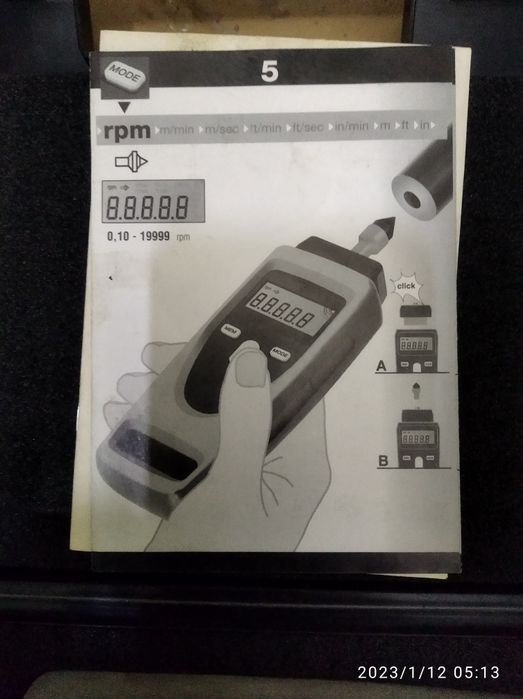 5
MODE
rpm m/min m/sec ft/min ft/sec in/min m ft in
8.8.8.8.8
0,10 - 19999 rpm
click
8.8.8.8.8
MEM
MODE
A
B
2023/1/12 05:13